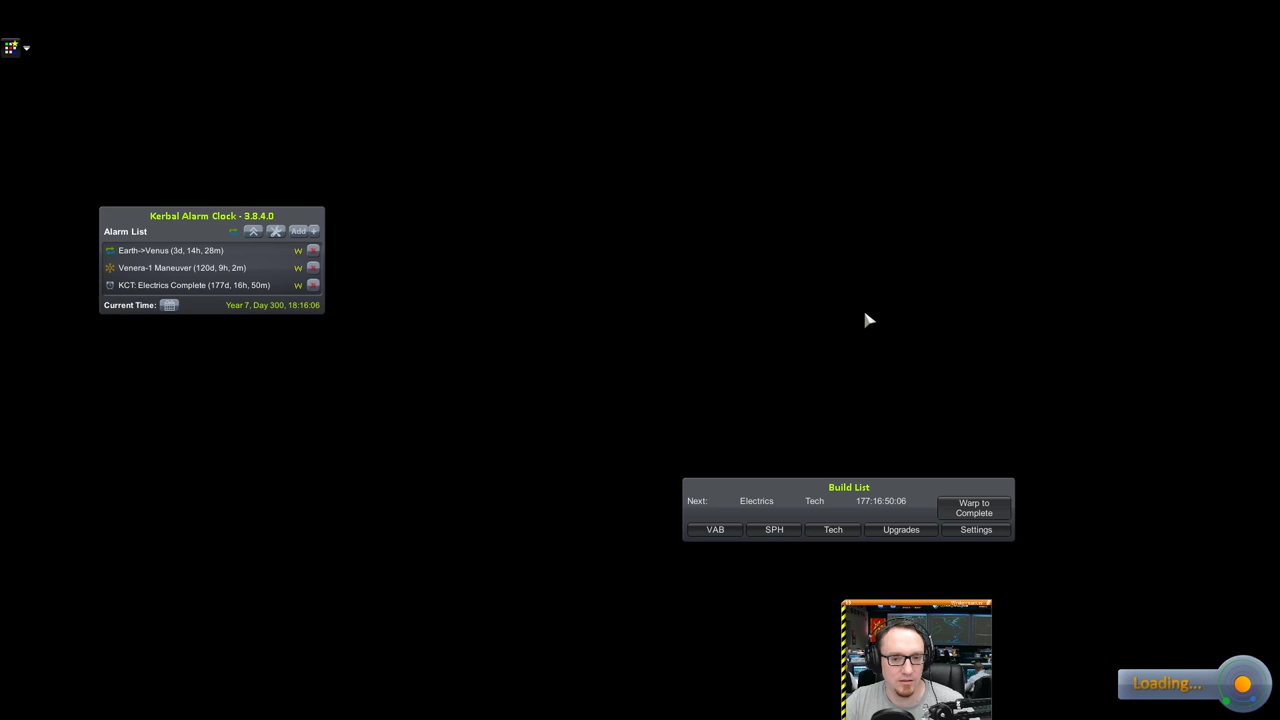 Kerbal Alarm Clock - 3.8.4.0
Alarm List Add +
Earth->Venus (3d, 14h, 28m) W
Venera-1 Maneuver (120d, 9h, 2m) W
KCT: Electrics Complete (177d, 16h, 50m) W
Current Time: Year 7, Day 300, 18:16:06
Build List
Next: Electrics Tech 177:16:50:06 Warp to
Complete
VAB SPH Tech Upgrades Settings
Loading...